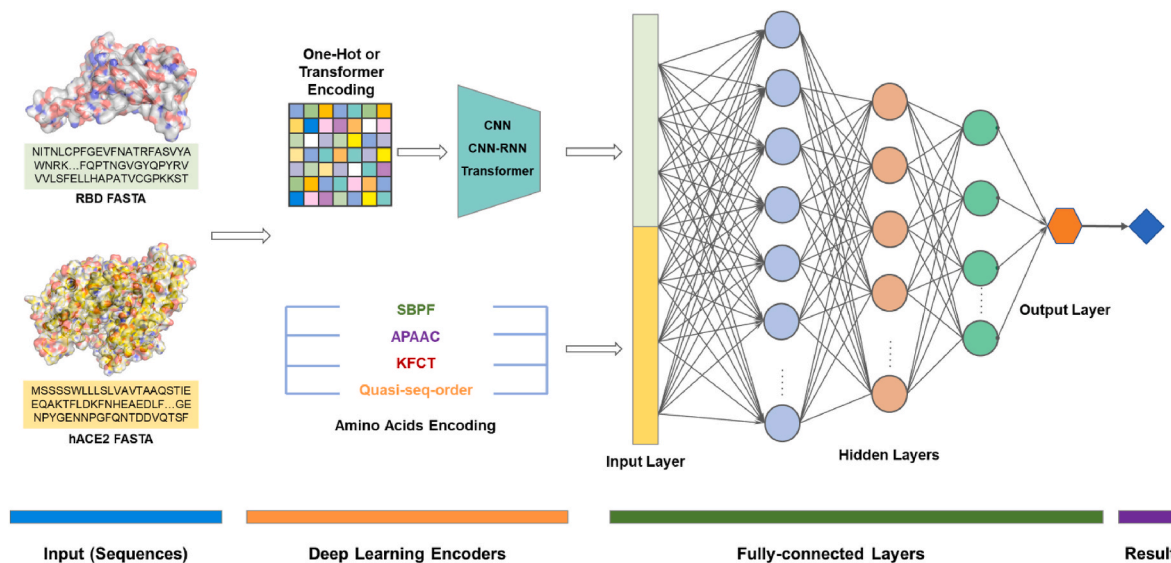 NITNLCPFGEVFNATRFASVYA
WNRK...FQPTNGVGYQPYRV
VVLSFELLHAPATVCGPKKST
RBD FASTA
MSSSSWLLLSLVAVTAAQSTIE
EQAKTFLDKFNHEAEDLF...GE
NPYGENNPGFQNTDDVQTSF
hACE2 FASTA
One-Hot or
Transformer
Encoding
CNN
CNN-RNN
Transformer
SBPF
APAAC
KFCT
Quasi-seq-order
Amino Acids Encoding
Input Layer
Hidden Layers
Output Layer
Input (Sequences)
Deep Learning Encoders
Fully-connected Layers
Result